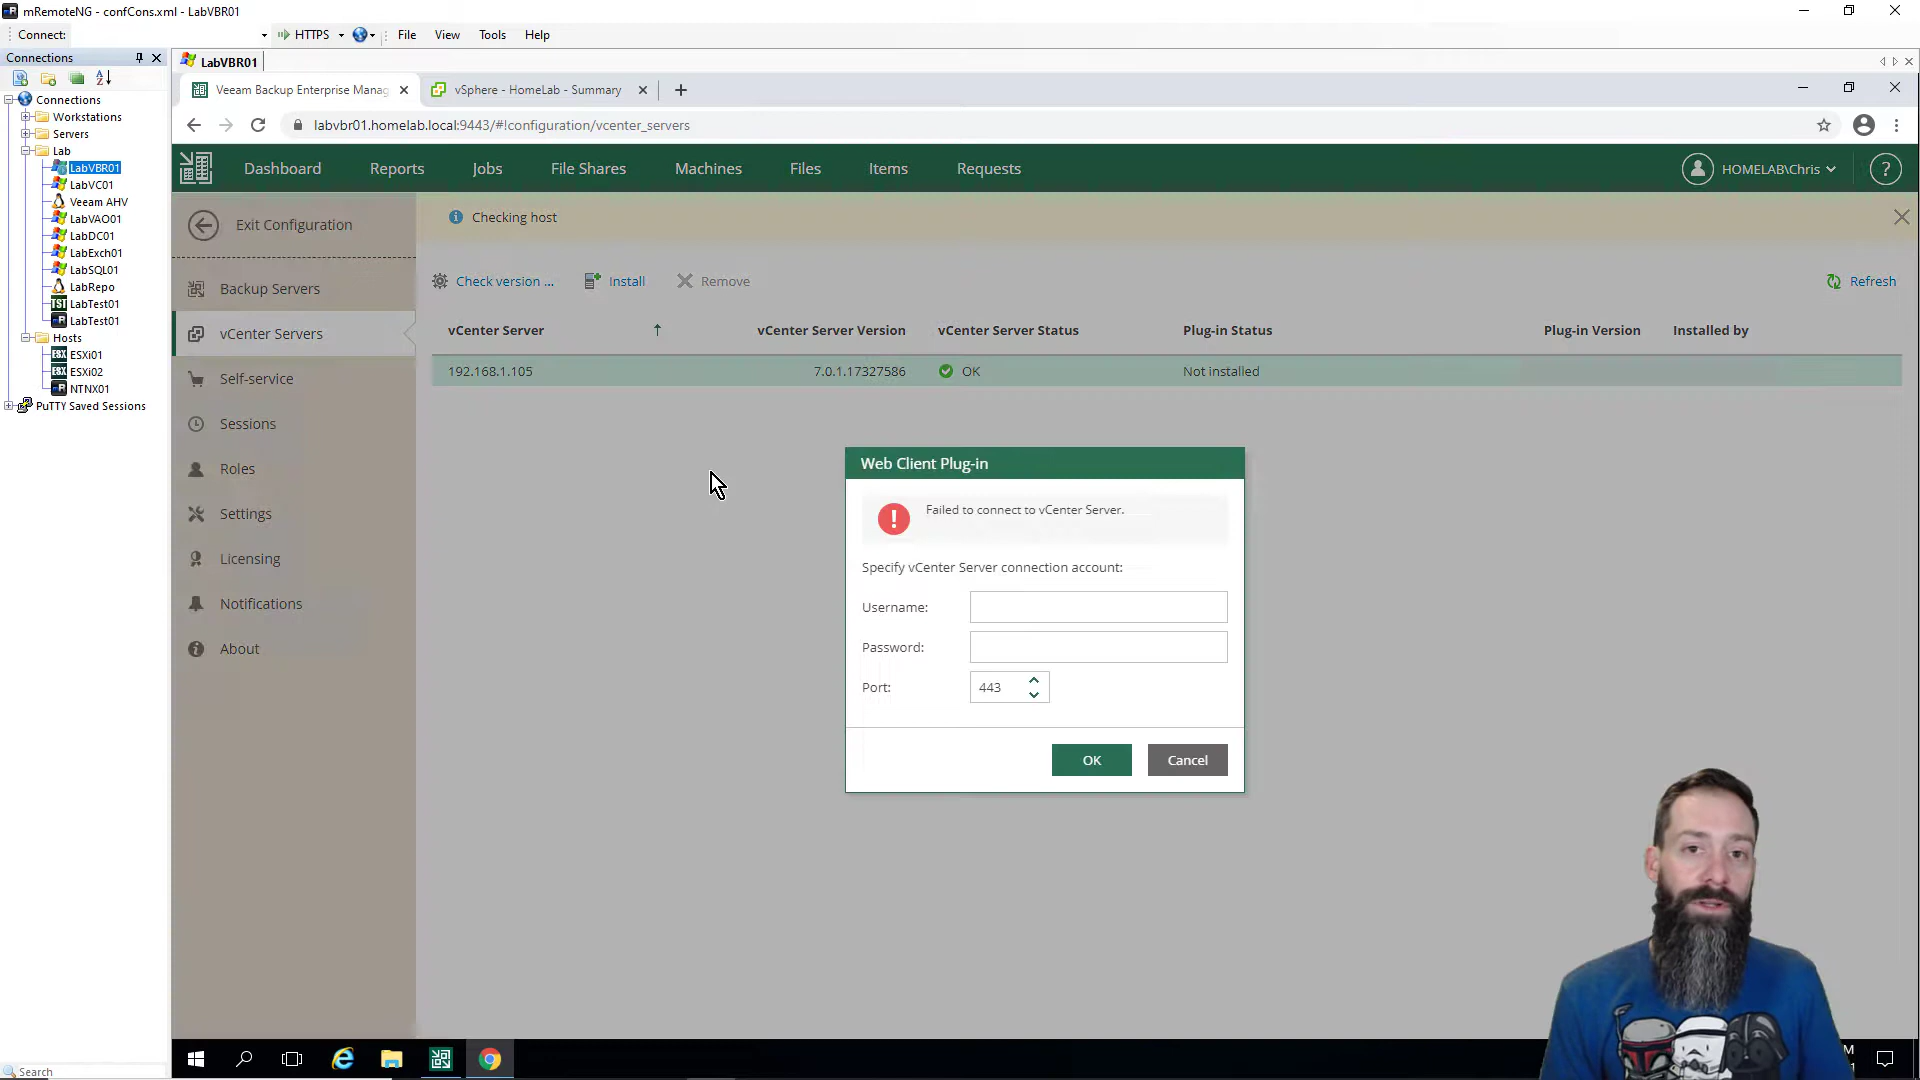 mRemoteNG - confCons.xml - LabVBR01
Connect:
HTTPS
File View Tools Help
Connections
LabVBR01
Connections
Workstations
Servers
Lab
LabVBR01
LabVC01
Veeam AHV
LabVAO01
LabDC01
LabExch01
LabSQL01
LabRepo
LabTest01
LabTest01
Hosts
ESXi01
ESXi02
NTNX01
PuTTY Saved Sessions
Search
Veeam Backup Enterprise Manag
vSphere - HomeLab - Summary
labvbr01.homelab.local:9443/#!configuration/vcenter_servers
Dashboard Reports Jobs File Shares Machines Files Items Requests
HOMELAB\Chris
?
Exit Configuration
Backup Servers
vCenter Servers
Self-service
Sessions
Roles
Settings
Licensing
Notifications
About
Checking host
Check version ... Install Remove
Refresh
vCenter Server vCenter Server Version vCenter Server Status Plug-in Status Plug-in Version Installed by
192.168.1.105 7.0.1.17327586 OK Not installed
Web Client Plug-in
Failed to connect to vCenter Server.
Specify vCenter Server connection account:
Username:
Password:
Port: 443
OK Cancel